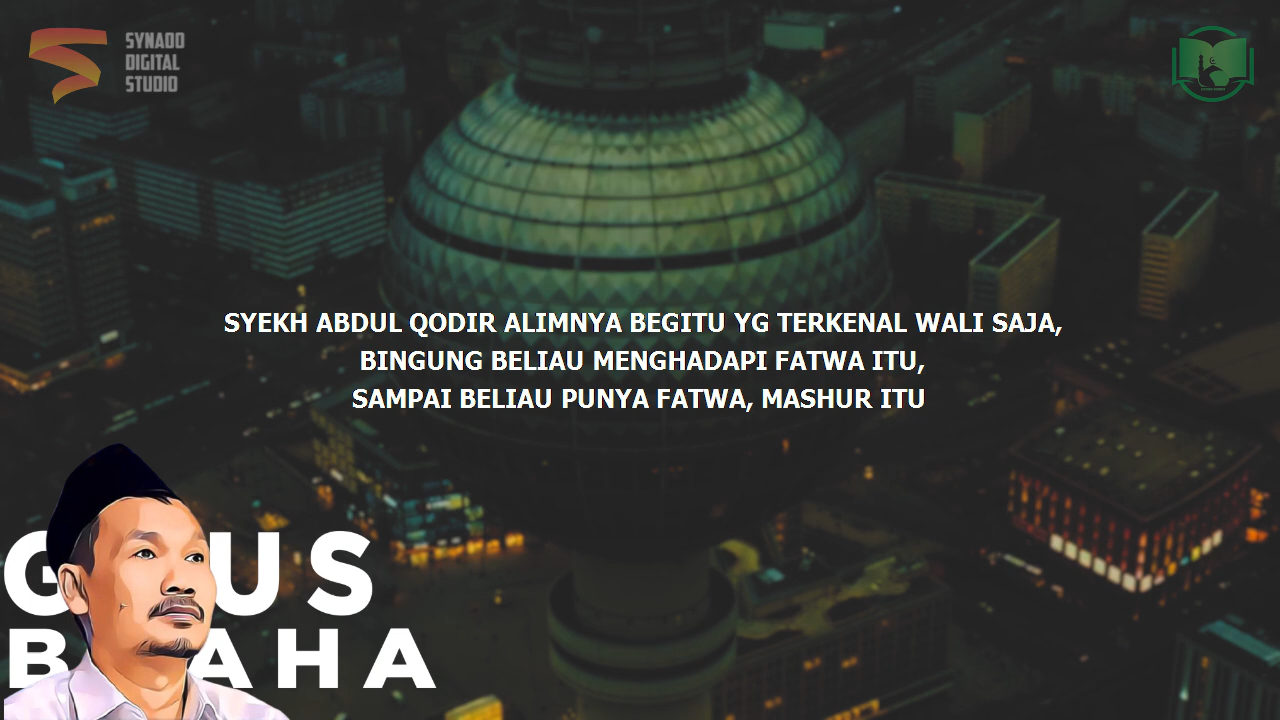 SYNADO
DIGITAL
STUDIO
SYEKH ABDUL QODIR ALIMNYA BEGITU YG TERKENAL WALI SAJA,
BINGUNG BELIAU MENGHADAPI FATWA ITU,
SAMPAI BELIAU PUNYA FATWA, MASHUR ITU
GUS
BAHA